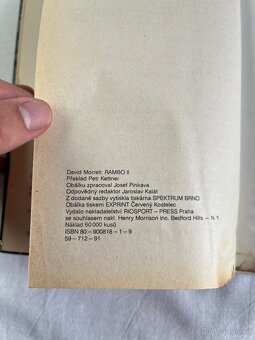 David Morrell: RAMBO II
Překlad Petr Kettner
Obálku zpracoval Josef Pinkava
Odpovědný redaktor Jaroslav Kalát
Z dodané sazby vytiskla tiskárna SPEKTRUM BRNO
Obálka tiskem EXPRINT Červený Kostelec
Vydalo nakladatelství RIOSPORT – PRESS Praha
se souhlasem nakl. Henry Morrison Inc. Bedford Hills – N.Y.
Náklad 60 000 kusů
ISBN 80–900818–1–9
59–712–91